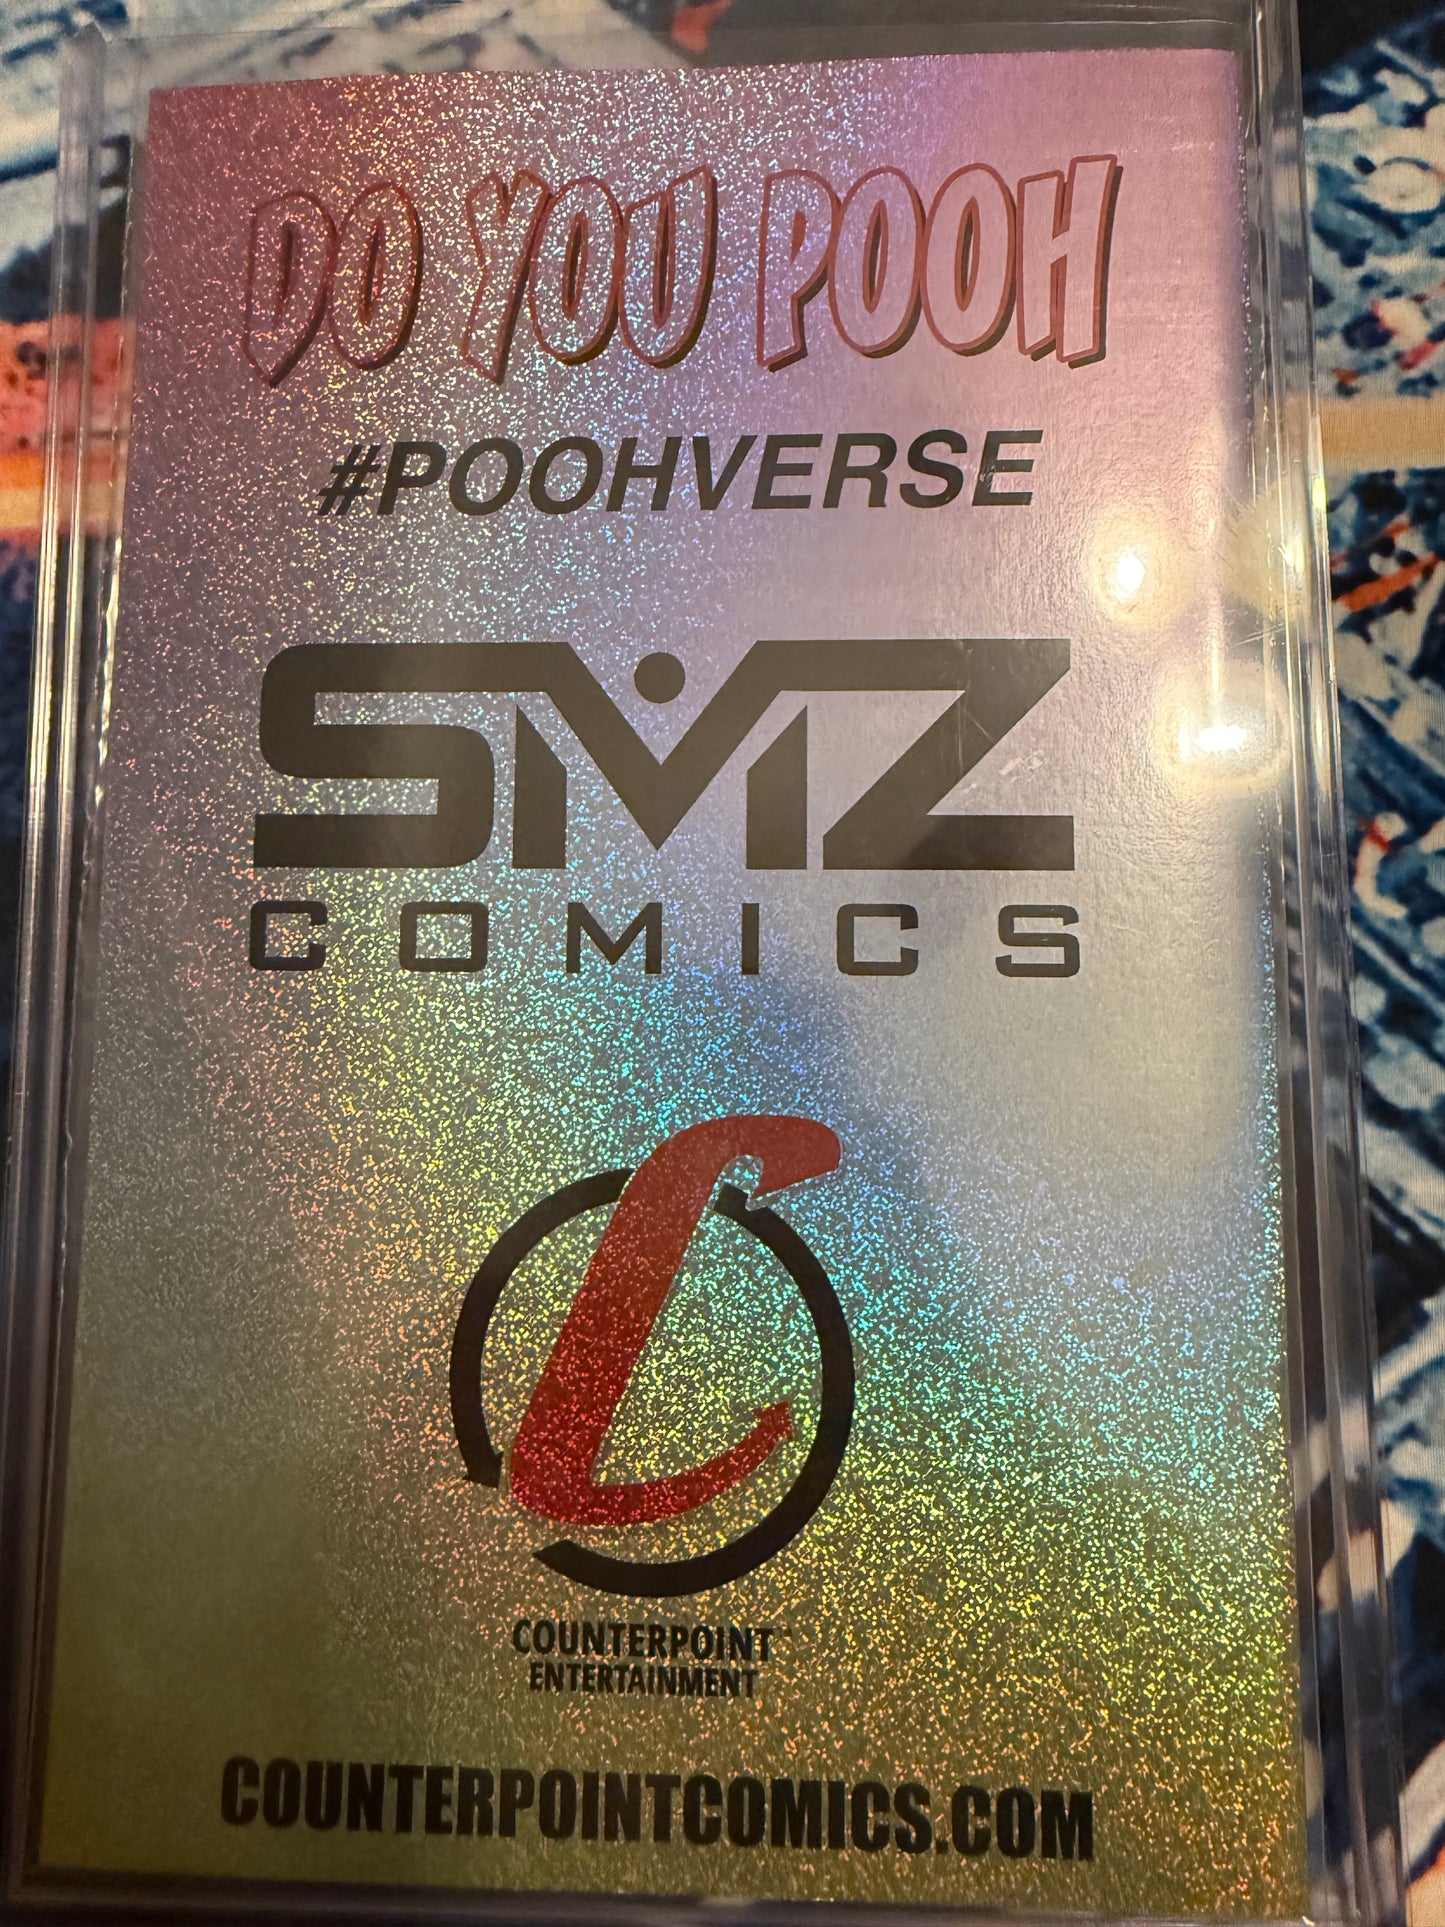 DO YOU POOH
#POOHVERSE
SMZ
COMICS
C
COUNTERPOINT
ENTERTAINMENT
COUNTERPOINTCOMICS.COM